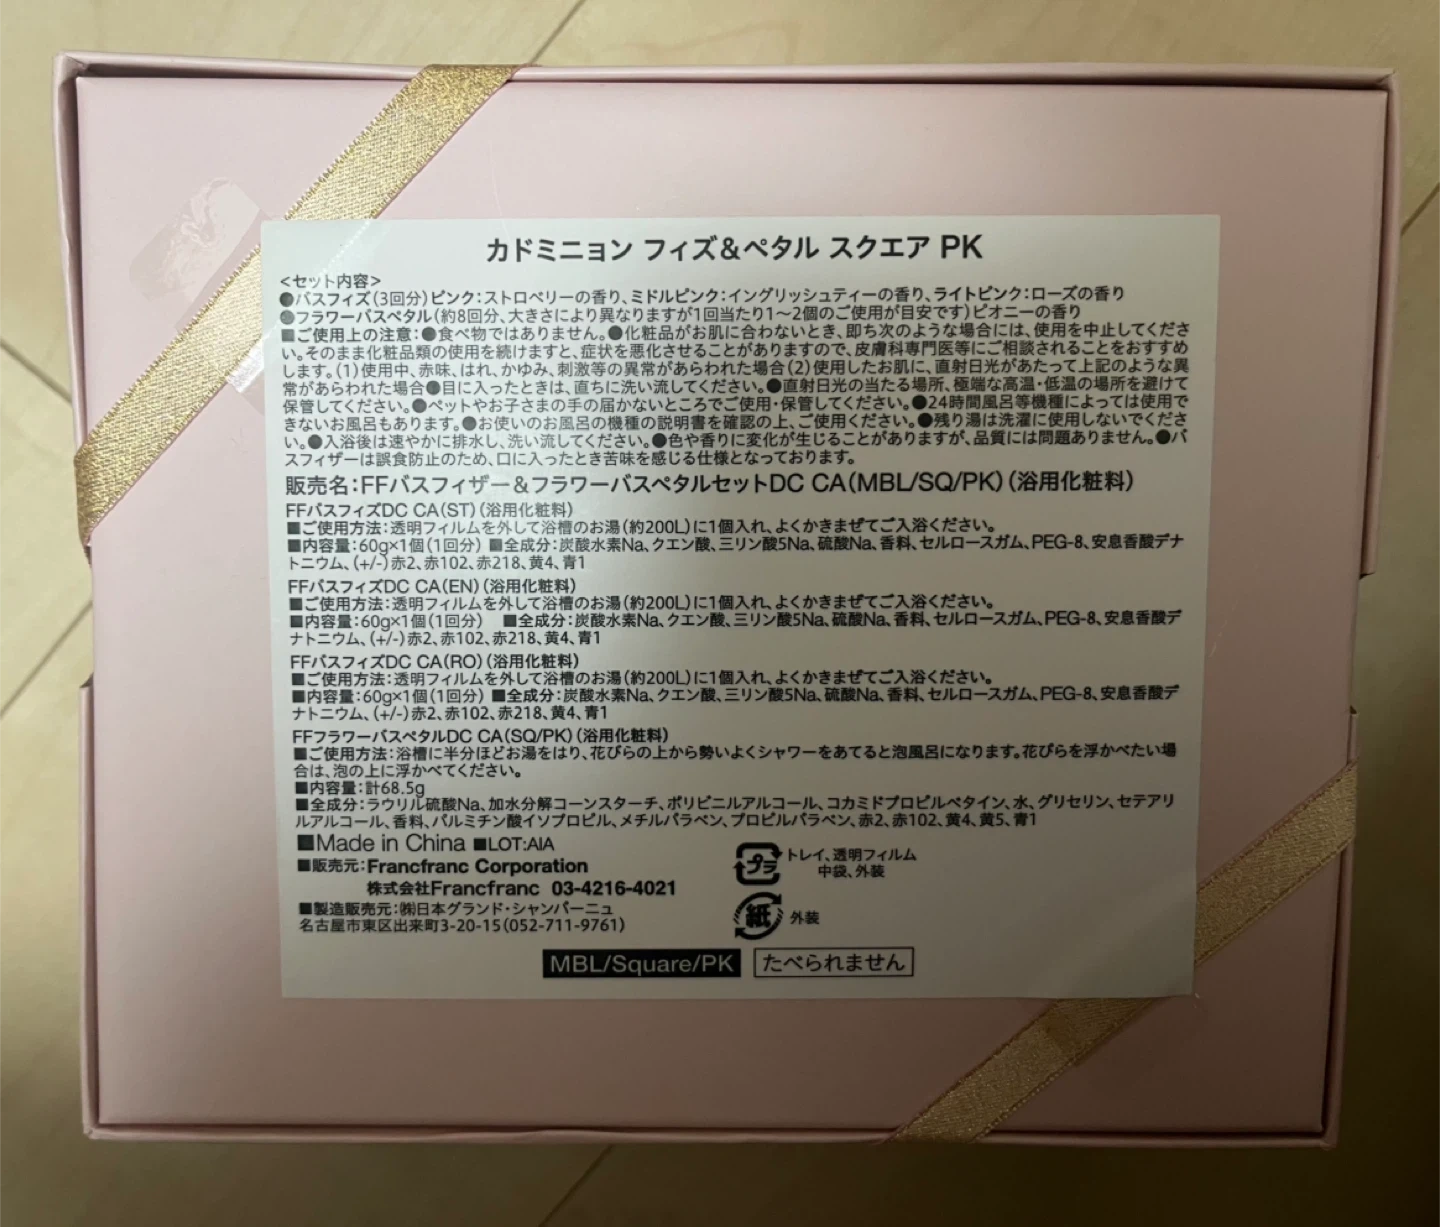 カドミニョン フィズ&ペタル スクエア PK
<セット内容>
●バスフィズ(3回分)ピンク:ストロベリーの香り、ミドルピンク:イングリッシュティーの香り、ライトピンク:ローズの香り
●フラワーバスペタル(約8回分、大きさにより異なりますが1回当たり1〜2個のご使用が目安です)ピオニーの香り
■ご使用上の注意:●食べ物ではありません。●化粧品がお肌に合わないとき、即ち次のような場合には、使用を中止してくださ
い。そのまま化粧品類の使用を続けますと、症状を悪化させることがありますので、皮膚科専門医等にご相談されることをおすすめ
します。(1)使用中、赤味、はれ、かゆみ、刺激等の異常があらわれた場合(2)使用したお肌に、直射日光があたって上記のような異
常があらわれた場合●目に入ったときは、直ちに洗い流してください。●直射日光の当たる場所、極端な高温・低温の場所を避けて
保管してください。●ペットやお子さまの手の届かないところでご使用・保管してください。●24時間風呂等機種によっては使用で
きないお風呂もあります。●お使いのお風呂の機種の説明書を確認の上、ご使用ください。●残り湯は洗濯に使用しないでくださ
い。●入浴後は速やかに排水し、洗い流してください。●色や香りに変化が生じることがありますが、品質には問題ありません。●バ
スフィザーは誤食防止のため、口に入ったとき苦味を感じる仕様となっております。
販売名:FFバスフィザー&フラワーバスペタルセットDC CA(MBL/SQ/PK)(浴用化粧料)
FFバスフィズDC CA(ST)(浴用化粧料)
■ご使用方法:透明フィルムを外して浴槽のお湯(約200L)に1個入れ、よくかきまぜてご入浴ください。
■内容量:60g×1個(1回分) ■全成分:炭酸水素Na、クエン酸、三リン酸5Na、硫酸Na、香料、セルロースガム、PEG-8、安息香酸デナ
トニウム、(+/-)赤2、赤102、赤218、黄4、青1
FFバスフィズDC CA(EN)(浴用化粧料)
■ご使用方法:透明フィルムを外して浴槽のお湯(約200L)に1個入れ、よくかきまぜてご入浴ください。
■内容量:60g×1個(1回分) ■全成分:炭酸水素Na、クエン酸、三リン酸5Na、硫酸Na、香料、セルロースガム、PEG-8、安息香酸デ
ナトニウム、(+/-)赤2、赤102、赤218、黄4、青1
FFバスフィズDC CA(RO)(浴用化粧料)
■ご使用方法:透明フィルムを外して浴槽のお湯(約200L)に1個入れ、よくかきまぜてご入浴ください。
■内容量:60g×1個(1回分) ■全成分:炭酸水素Na、クエン酸、三リン酸5Na、硫酸Na、香料、セルロースガム、PEG-8、安息香酸デ
ナトニウム、(+/-)赤2、赤102、赤218、黄4、青1
FFフラワーバスペタルDC CA(SQ/PK)(浴用化粧料)
■ご使用方法:浴槽に半分ほどお湯をはり、花びらの上から勢いよくシャワーをあてると泡風呂になります。花びらを浮かべたい場
合は、泡の上に浮かべてください。
■内容量:計68.5g
■全成分:ラウリル硫酸Na、加水分解コーンスターチ、ポリビニルアルコール、コカミドプロピルベタイン、水、グリセリン、セテアリ
ルアルコール、香料、パルミチン酸イソプロピル、メチルパラベン、プロピルパラベン、赤2、赤102、黄4、黄5、青1
■Made in China ■LOT:AIA
■販売元:Francfranc Corporation
株式会社Francfranc 03-4216-4021
■製造販売元:㈱日本グランド・シャンパーニュ
名古屋市東区出来町3-20-15(052-711-9761)
プラ トレイ、透明フィルム
中袋、外装
紙 外装
MBL/Square/PK たべられません